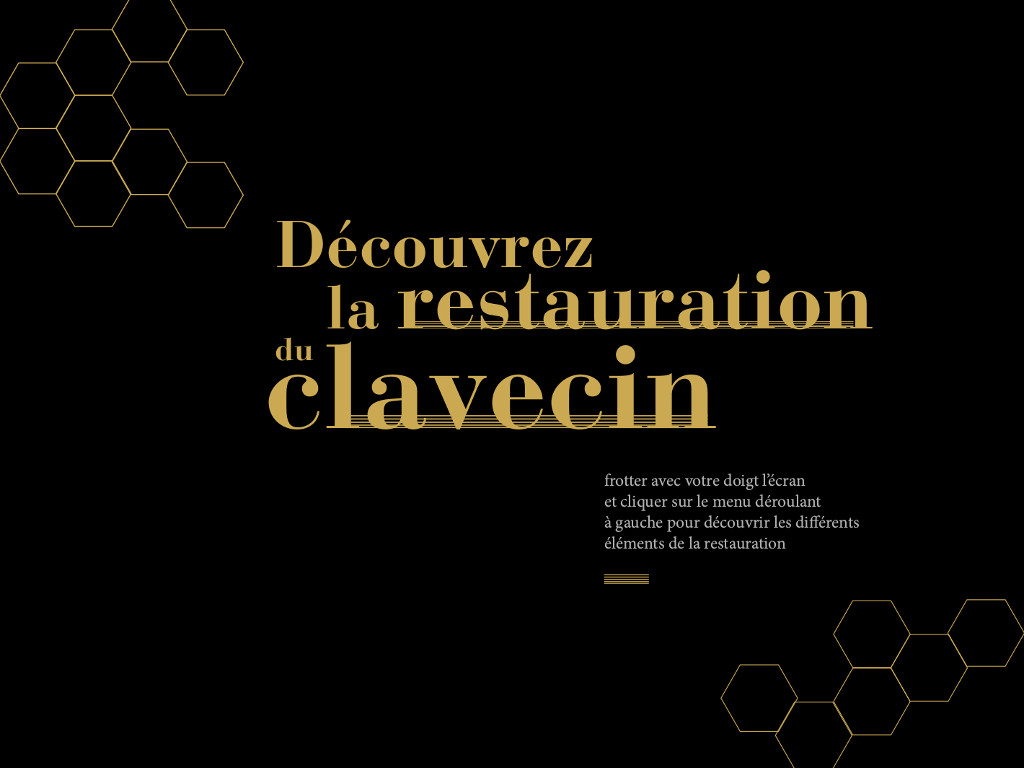 Découvrez
la restauration
du
clavecin
frotter avec votre doigt l'écran
et cliquer sur le menu déroulant
à gauche pour découvrir les différents
éléments de la restauration